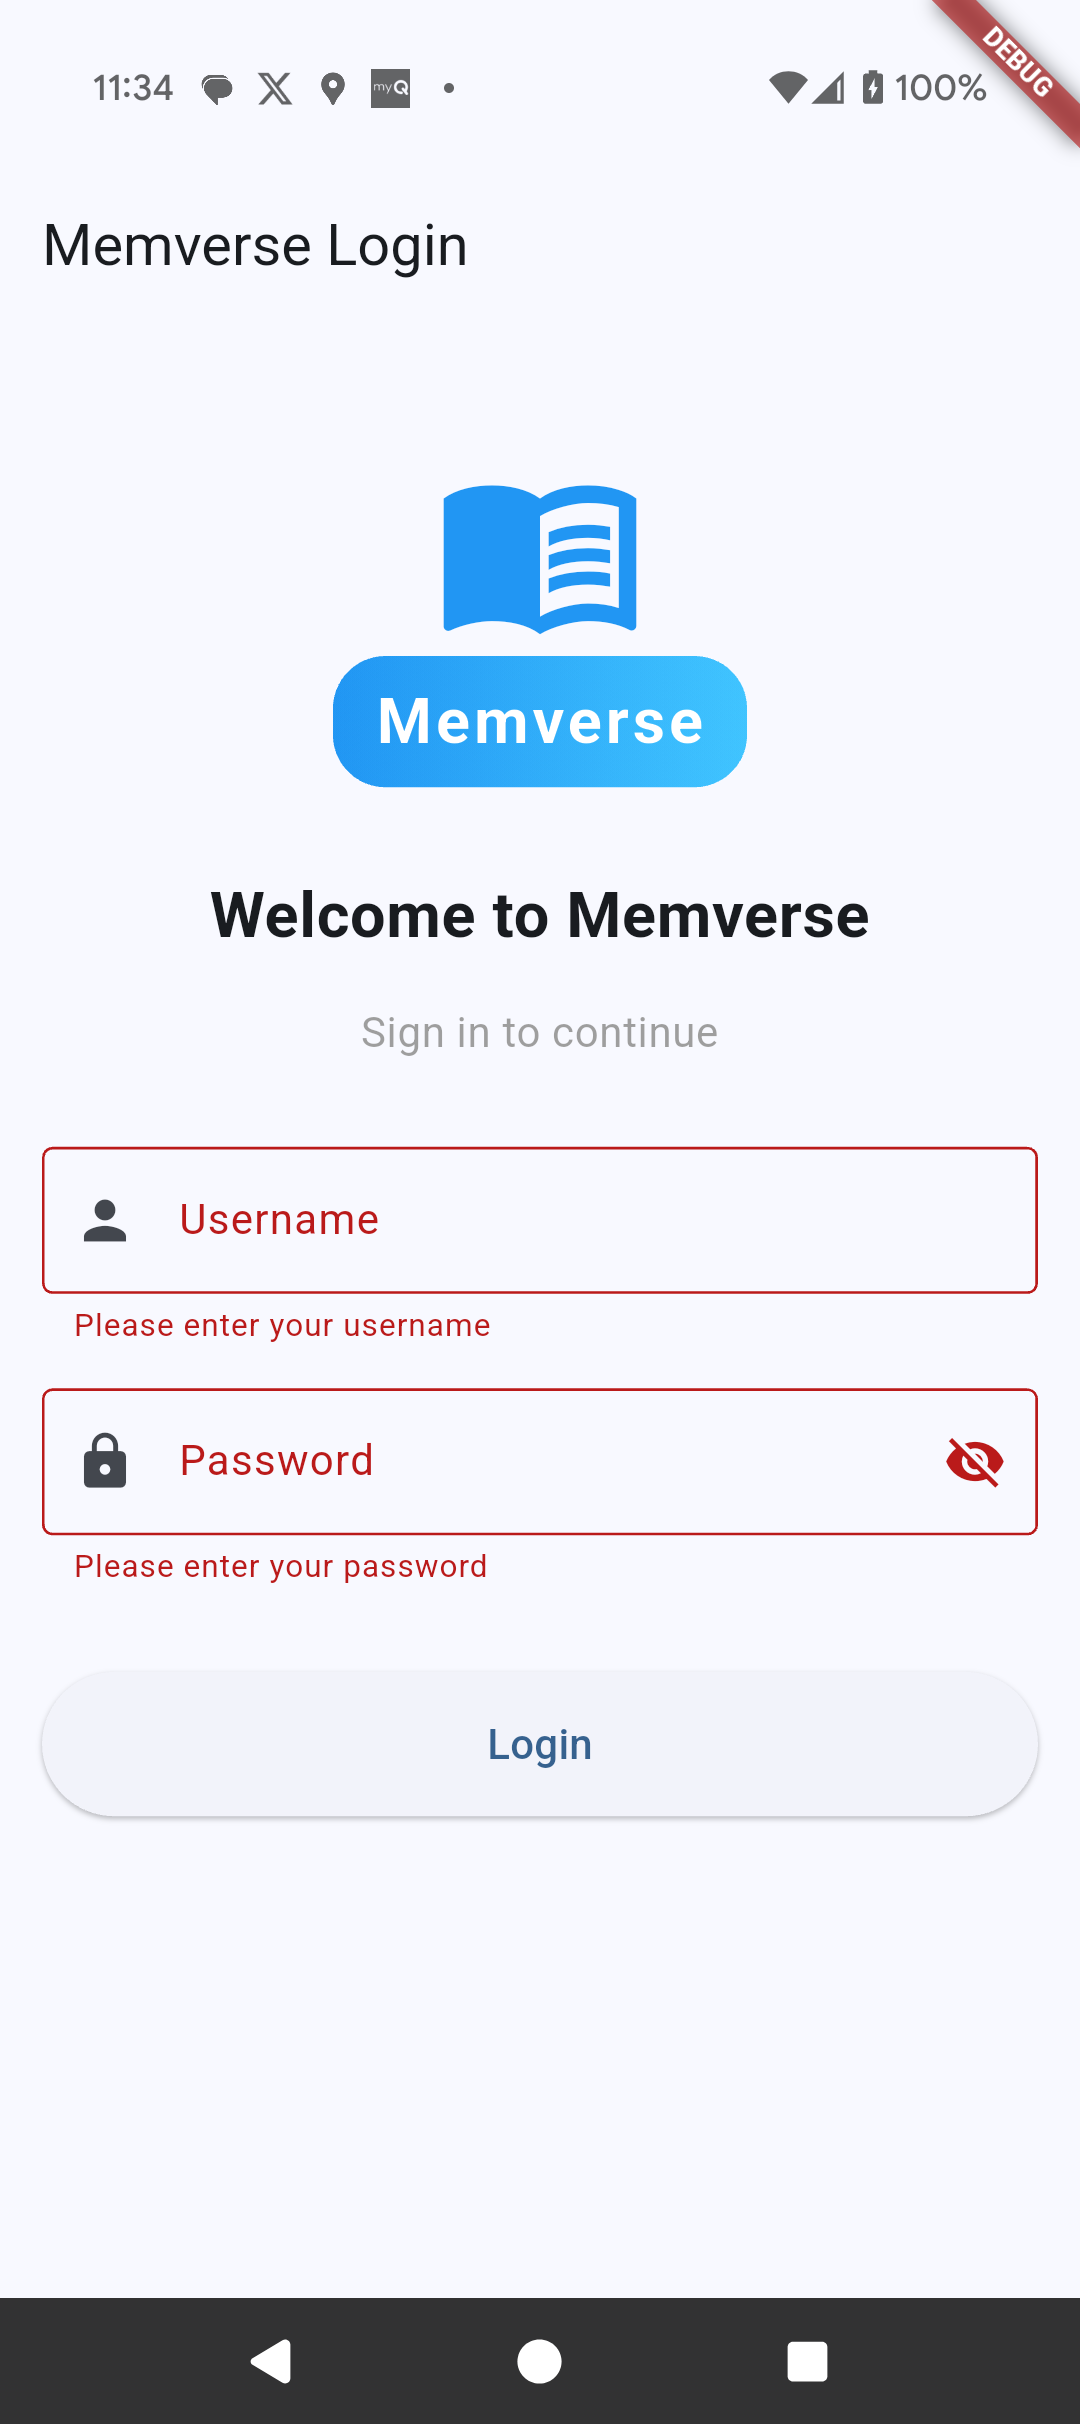 11:34
myQ
100%
DEBUG
Memverse Login
Memverse
Welcome to Memverse
Sign in to continue
Username
Please enter your username
Password
Please enter your password
Login